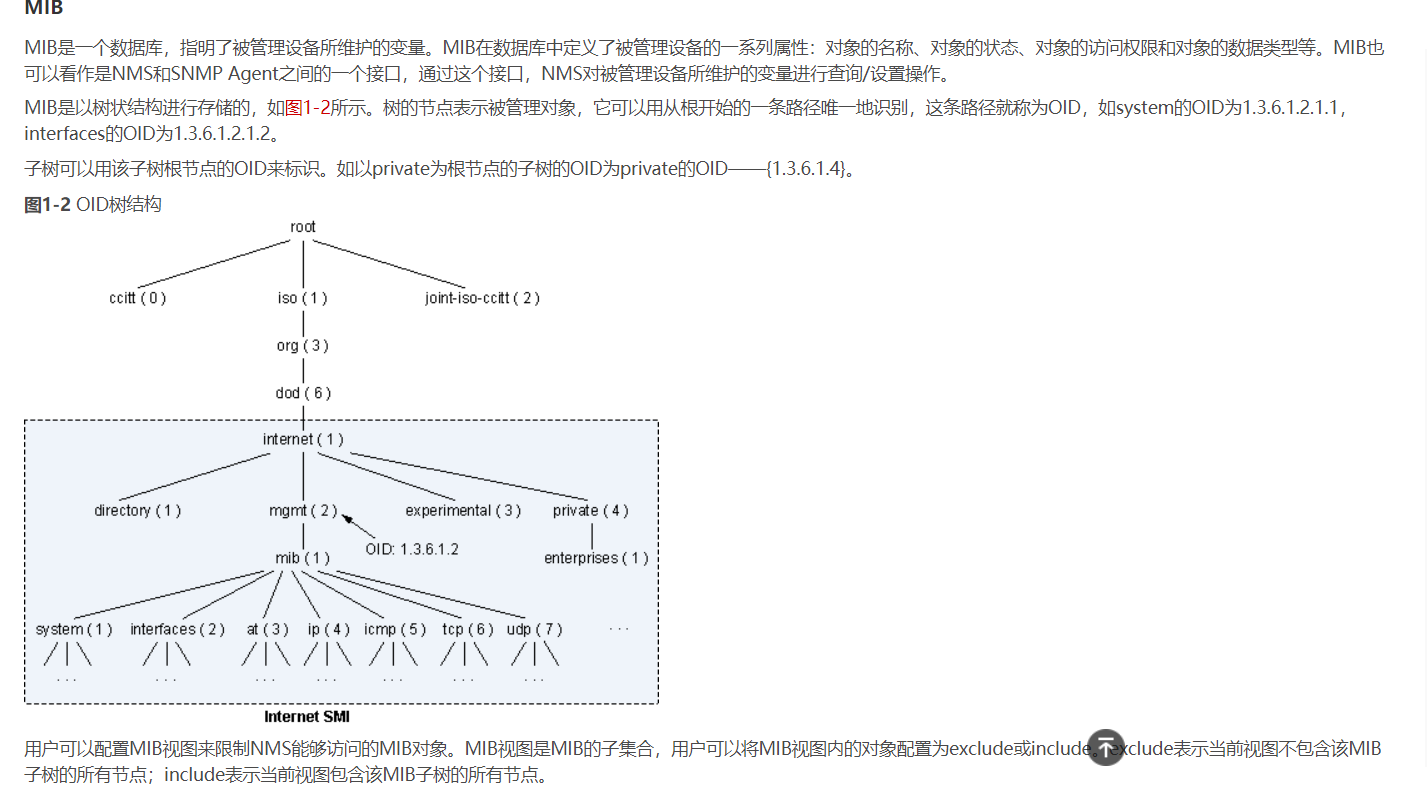 MIB
MIB是一个数据库，指明了被管理设备所维护的变量。MIB在数据库中定义了被管理设备的一系列属性：对象的名称、对象的状态、对象的访问权限和对象的数据类型等。MIB也
可以看作是NMS和SNMP Agent之间的一个接口，通过这个接口，NMS对被管理设备所维护的变量进行查询/设置操作。
MIB是以树状结构进行存储的，如图1-2所示。树的节点表示被管理对象，它可以用从根开始的一条路径唯一地识别，这条路径就称为OID，如system的OID为1.3.6.1.2.1.1，
interfaces的OID为1.3.6.1.2.1.2。
子树可以用该子树根节点的OID来标识。如以private为根节点的子树的OID为private的OID——{1.3.6.1.4}。
图1-2 OID树结构
root
ccitt ( 0 ) iso ( 1 ) joint-iso-ccitt ( 2 )
org ( 3 )
dod ( 6 )
internet ( 1 )
directory ( 1 ) mgmt ( 2 ) experimental ( 3 ) private ( 4 )
OID: 1.3.6.1.2
mib ( 1 ) enterprises ( 1 )
system ( 1 ) interfaces ( 2 ) at ( 3 ) ip ( 4 ) icmp ( 5 ) tcp ( 6 ) udp ( 7 ) ...
... ... ... ... ... ... ...
Internet SMI
用户可以配置MIB视图来限制NMS能够访问的MIB对象。MIB视图是MIB的子集合，用户可以将MIB视图内的对象配置为exclude或include。exclude表示当前视图不包含该MIB
子树的所有节点；include表示当前视图包含该MIB子树的所有节点。